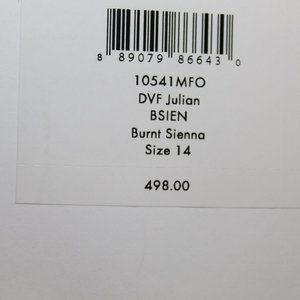 8 89079 86643 0
10541MFO
DVF Julian
BSIEN
Burnt Sienna
Size 14
498.00